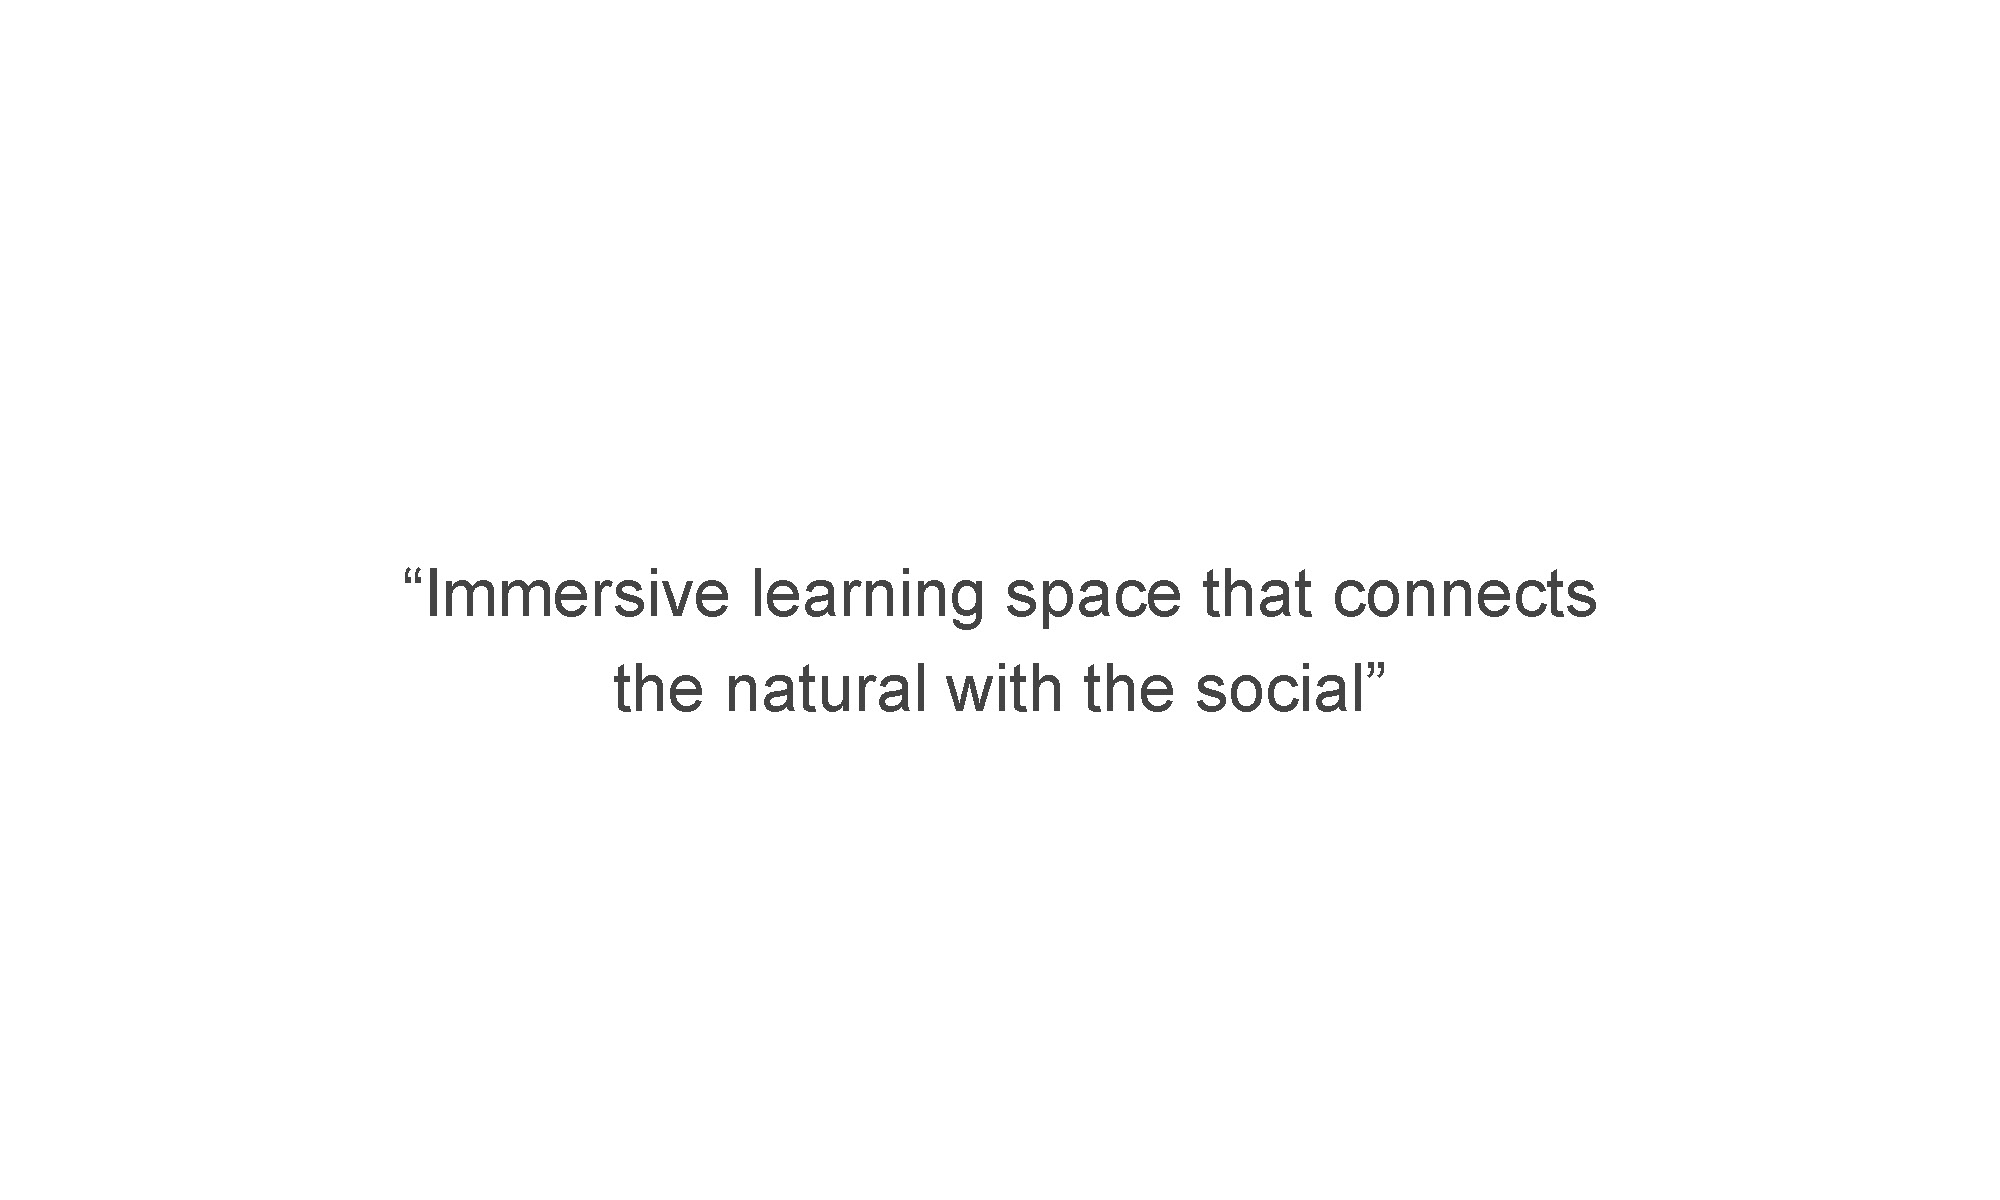 “Immersive learning space that connects
the natural with the social”